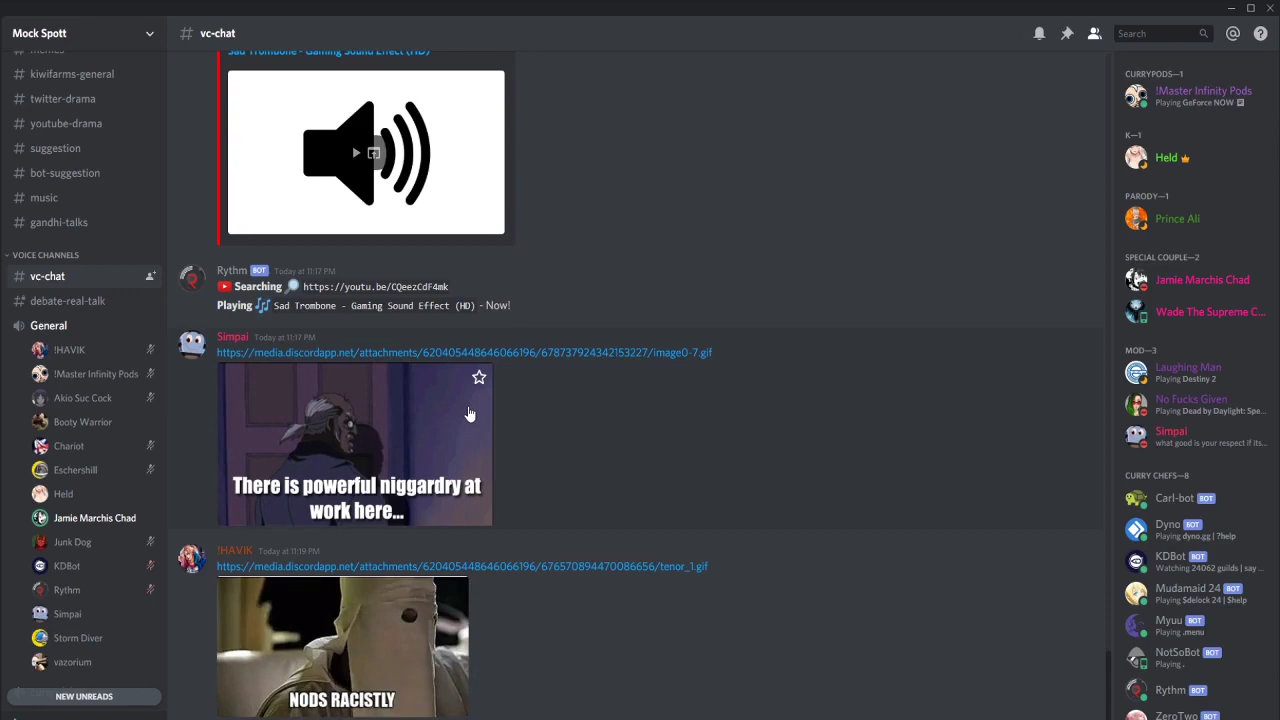 Mock Spott
# vc-chat
Search
# memes
# kiwifarms-general
# twitter-drama
# youtube-drama
# suggestion
# bot-suggestion
# music
# gandhi-talks
VOICE CHANNELS
# vc-chat
# debate-real-talk
General
!HAVIK
!Master Infinity Pods
Akio Suc Cock
Booty Warrior
Chariot
Eschershill
Held
Jamie Marchis Chad
Junk Dog
KDBot
Rythm
Simpai
Storm Diver
vazorium
NEW UNREADS
Sad Trombone - Gaming Sound Effect (HD)
Rythm BOT Today at 11:17 PM
Searching https://youtu.be/CQeezCdF4mk
Playing Sad Trombone - Gaming Sound Effect (HD) - Now!
Simpai Today at 11:17 PM
https://media.discordapp.net/attachments/620405448646066196/678737924342153227/image0-7.gif
There is powerful niggardry at
work here...
!HAVIK Today at 11:19 PM
https://media.discordapp.net/attachments/620405448646066196/676570894470086656/tenor_1.gif
NODS RACISTLY
CURRYPODS—1
!Master Infinity Pods
Playing GeForce NOW
K—1
Held
PARODY—1
Prince Ali
SPECIAL COUPLE—2
Jamie Marchis Chad
Wade The Supreme C...
MOD—3
Laughing Man
Playing Destiny 2
No Fucks Given
Playing Dead by Daylight: Spe...
Simpai
what good is your respect if its...
CURRY CHEFS—8
Carl-bot BOT
Dyno BOT
Playing dyno.gg | ?help
KDBot BOT
Watching 24062 guilds | say ...
Mudamaid 24 BOT
Playing $delock 24 | $help
Myuu BOT
Playing .menu
NotSoBot BOT
Playing .
Rythm BOT
ZeroTwo BOT